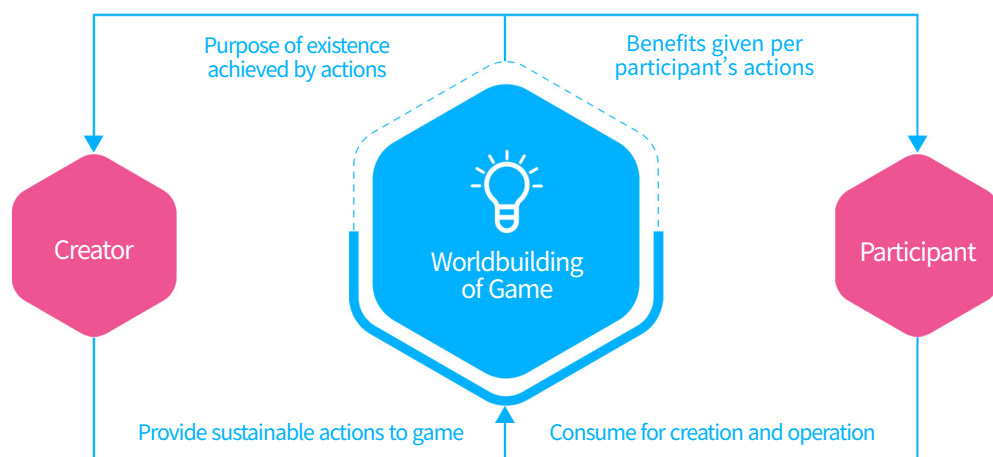 Purpose of existence
achieved by actions
Benefits given per
participant's actions
Creator
Worldbuilding
of Game
Participant
Provide sustainable actions to game
Consume for creation and operation